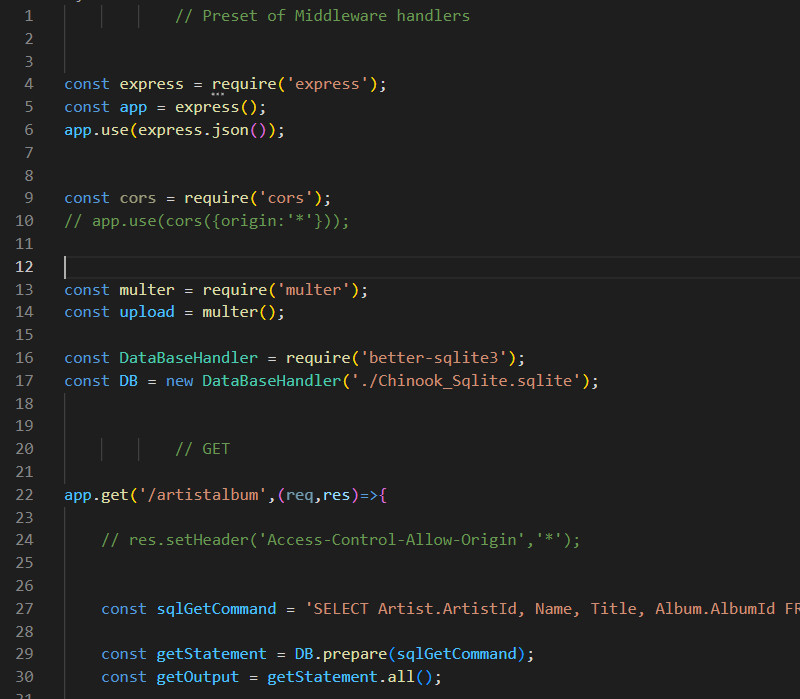 1 // Preset of Middleware handlers
2
3
4 const express = require('express');
5 const app = express();
6 app.use(express.json());
7
8
9 const cors = require('cors');
10 // app.use(cors({origin:'*'}));
11
12
13 const multer = require('multer');
14 const upload = multer();
15
16 const DataBaseHandler = require('better-sqlite3');
17 const DB = new DataBaseHandler('./Chinook_Sqlite.sqlite');
18
19
20 // GET
21
22 app.get('/artistalbum',(req,res)=>{
23
24 // res.setHeader('Access-Control-Allow-Origin','*');
25
26
27 const sqlGetCommand = 'SELECT Artist.ArtistId, Name, Title, Album.AlbumId FR
28
29 const getStatement = DB.prepare(sqlGetCommand);
30 const getOutput = getStatement.all();
31